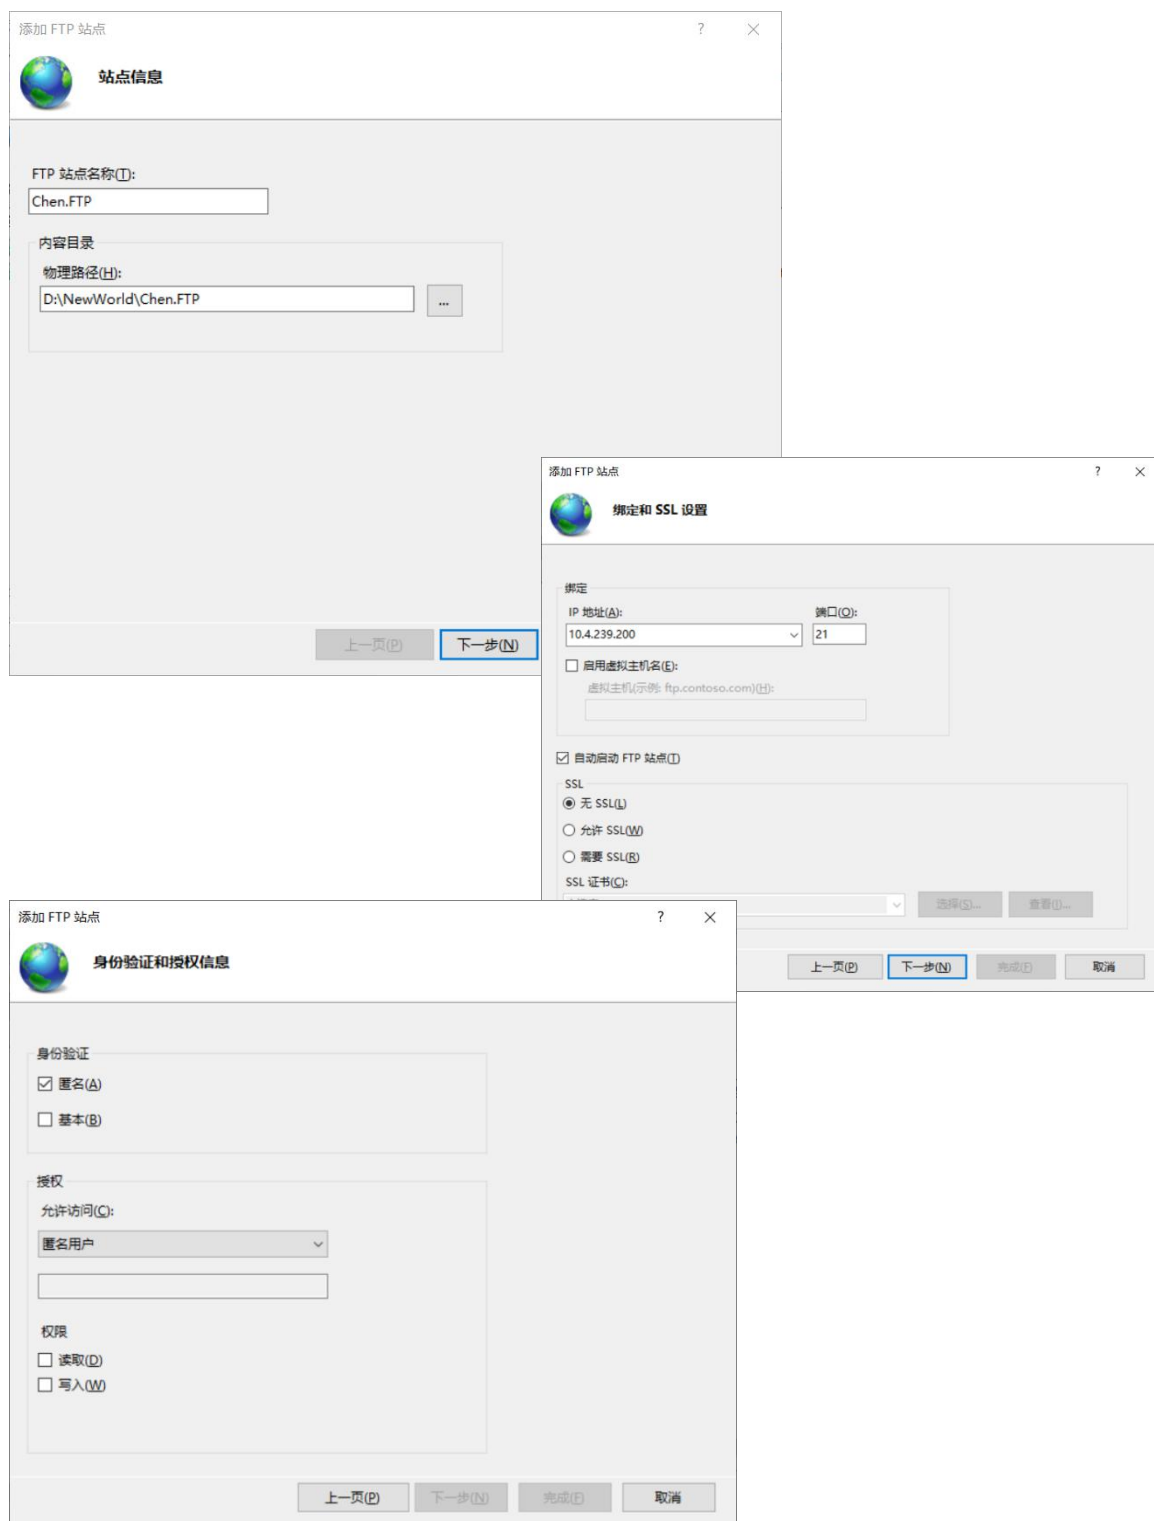 添加 FTP 站点
?
站点信息
FTP 站点名称(T):
Chen.FTP
内容目录
物理路径(H):
D:\NewWorld\Chen.FTP
...
上一页(P) 下一步(N)
添加 FTP 站点
?
绑定和 SSL 设置
绑定
IP 地址(A): 端口(O):
10.4.239.200 21
启用虚拟主机名(E):
虚拟主机(示例: ftp.contoso.com)(H):
自动启动 FTP 站点(T)
SSL
无 SSL(L)
允许 SSL(W)
需要 SSL(R)
SSL 证书(C):
选择(S)... 查看(I)...
上一页(P) 下一步(N) 完成(F) 取消
添加 FTP 站点
?
身份验证和授权信息
身份验证
匿名(A)
基本(B)
授权
允许访问(C):
匿名用户
权限
读取(D)
写入(W)
上一页(P) 下一步(N) 完成(F) 取消